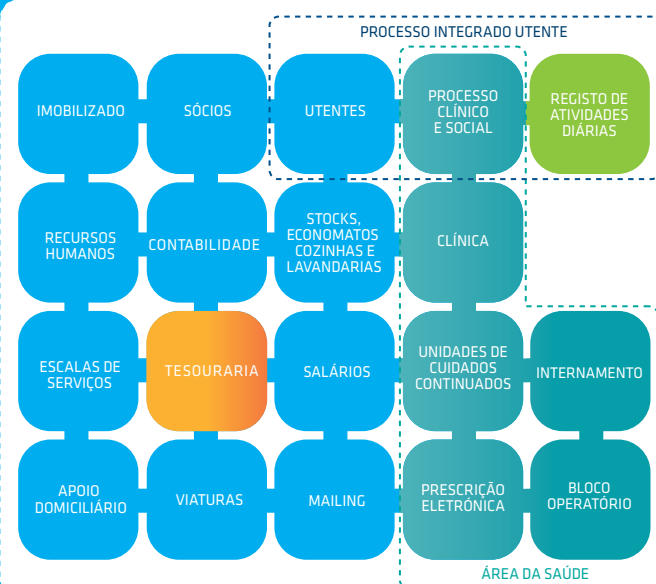 PROCESSO INTEGRADO UTENTE
IMOBILIZADO
SÓCIOS
UTENTES
PROCESSO
CLÍNICO
E SOCIAL
REGISTO DE
ATIVIDADES
DIÁRIAS
RECURSOS
HUMANOS
CONTABILIDADE
STOCKS,
ECONOMATOS
COZINHAS E
LAVANDARIAS
CLÍNICA
ESCALAS DE
SERVIÇOS
TESOURARIA
SALÁRIOS
UNIDADES DE
CUIDADOS
CONTINUADOS
INTERNAMENTO
APOIO
DOMICILIÁRIO
VIATURAS
MAILING
PRESCRIÇÃO
ELETRÓNICA
BLOCO
OPERATÓRIO
ÁREA DA SAÚDE